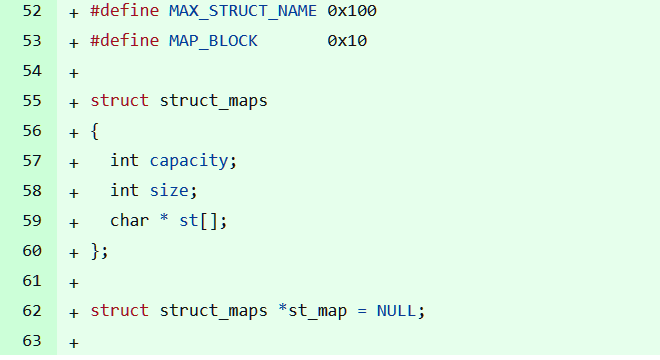 52 + #define MAX_STRUCT_NAME 0x100
53 + #define MAP_BLOCK       0x10
54 +
55 + struct struct_maps
56 + {
57 +   int capacity;
58 +   int size;
59 +   char * st[];
60 + };
61 +
62 + struct struct_maps *st_map = NULL;
63 +